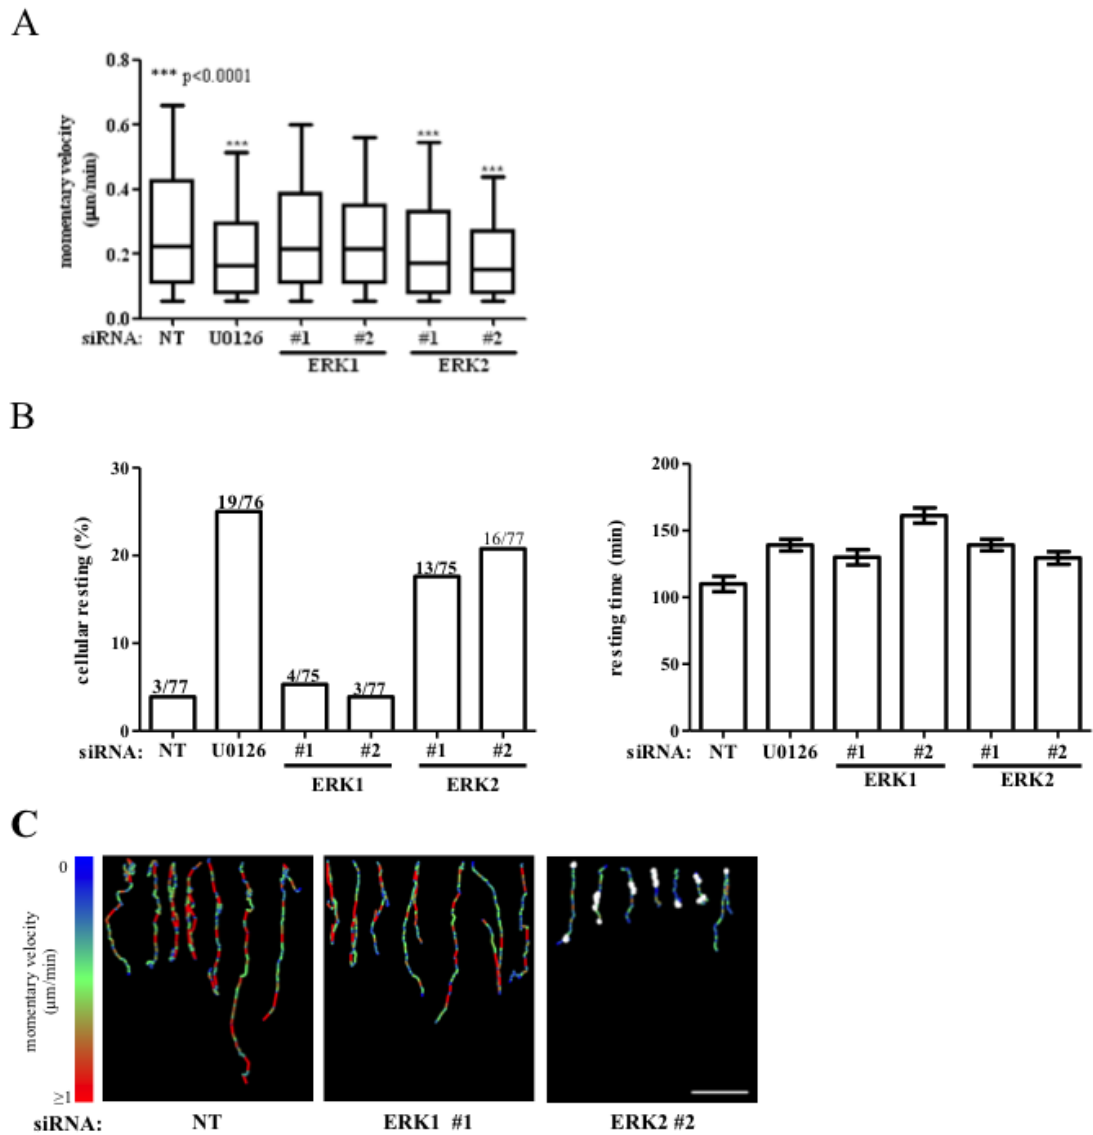 A
0.8
*** p<0.0001
0.6
***
***
***
0.4
0.2
0.0
momentary velocity
(μm/min)
siRNA: NT U0126 #1 #2 #1 #2
ERK1 ERK2
B
30
20
10
0
cellular resting (%)
3/77
19/76
4/75
3/77
13/75
16/77
siRNA: NT U0126 #1 #2 #1 #2
ERK1 ERK2
200
150
100
50
0
resting time (min)
siRNA: NT U0126 #1 #2 #1 #2
ERK1 ERK2
C
0
momentary velocity
(μm/min)
≥1
siRNA: NT ERK1 #1 ERK2 #2